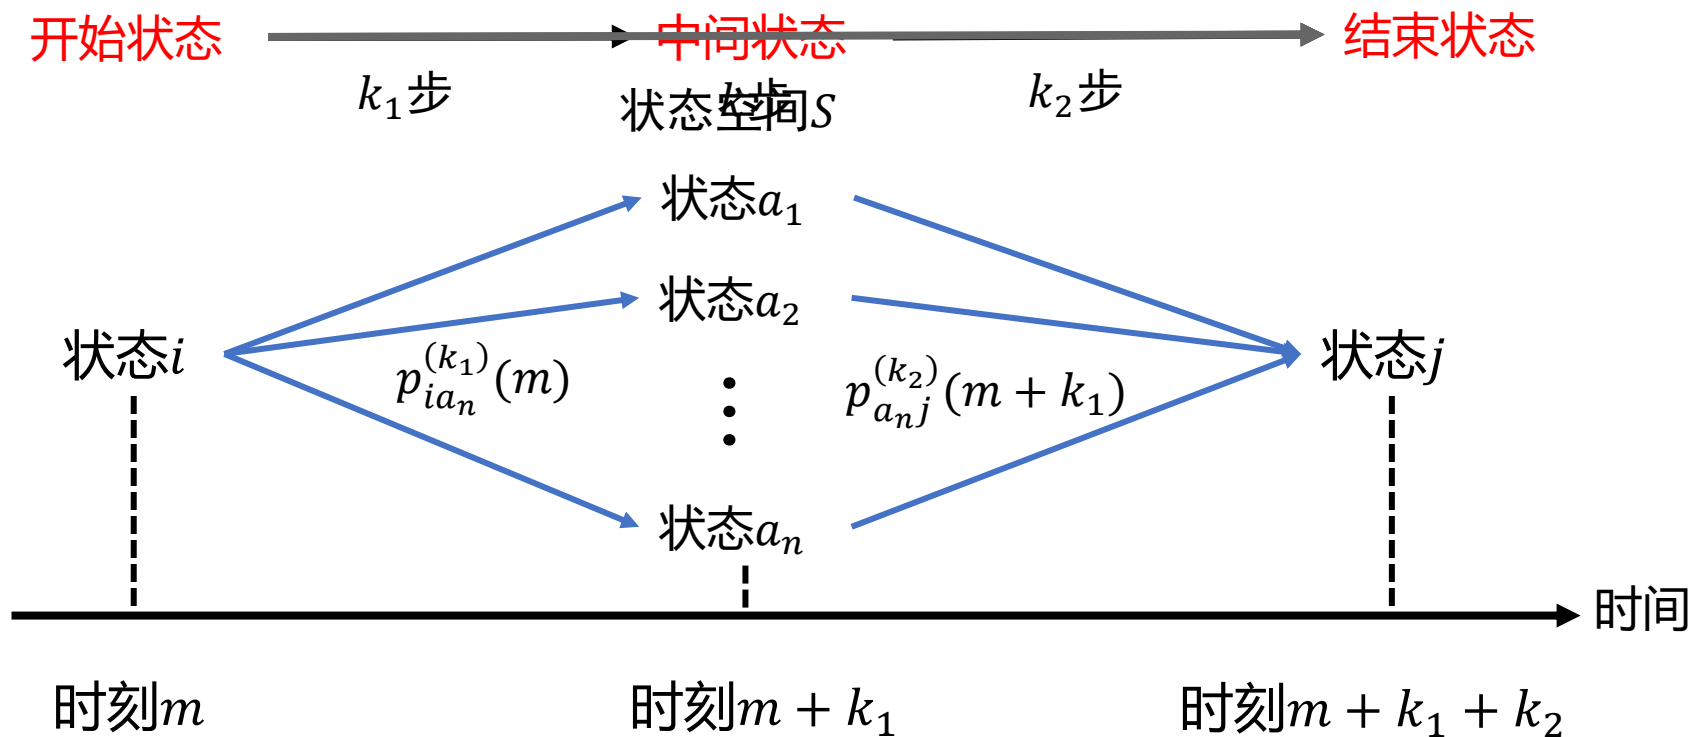 开始状态
中间状态
结束状态
k₁步
k步
k₂步
状态空间S
状态a₁
状态a₂
状态i
p_{ia_n}^{(k₁)}(m)
p_{a_nj}^{(k₂)}(m + k₁)
状态j
状态aₙ
时间
时刻m
时刻m + k₁
时刻m + k₁ + k₂